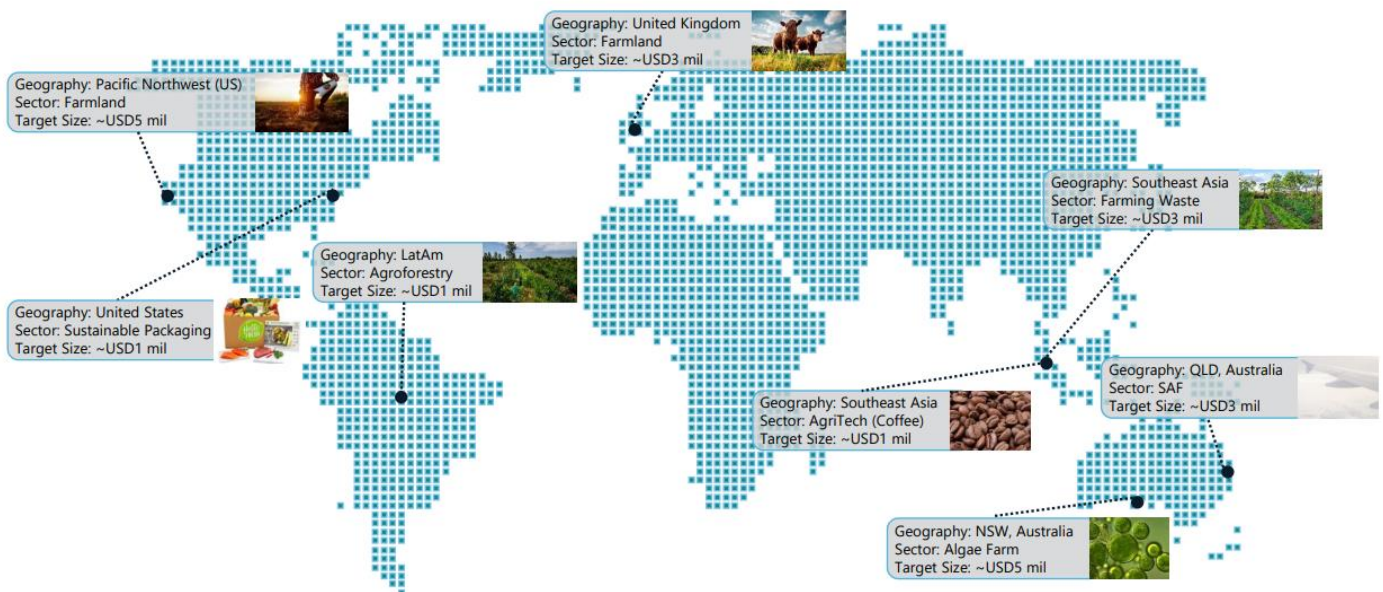 Geography: United Kingdom
Sector: Farmland
Target Size: ~USD3 mil
Geography: Pacific Northwest (US)
Sector: Farmland
Target Size: ~USD5 mil
Geography: Southeast Asia
Sector: Farming Waste
Target Size: ~USD3 mil
Geography: LatAm
Sector: Agroforestry
Target Size: ~USD1 mil
Geography: United States
Sector: Sustainable Packaging
Target Size: ~USD1 mil
Geography: QLD, Australia
Sector: SAF
Target Size: ~USD3 mil
Geography: Southeast Asia
Sector: AgriTech (Coffee)
Target Size: ~USD1 mil
Geography: NSW, Australia
Sector: Algae Farm
Target Size: ~USD5 mil